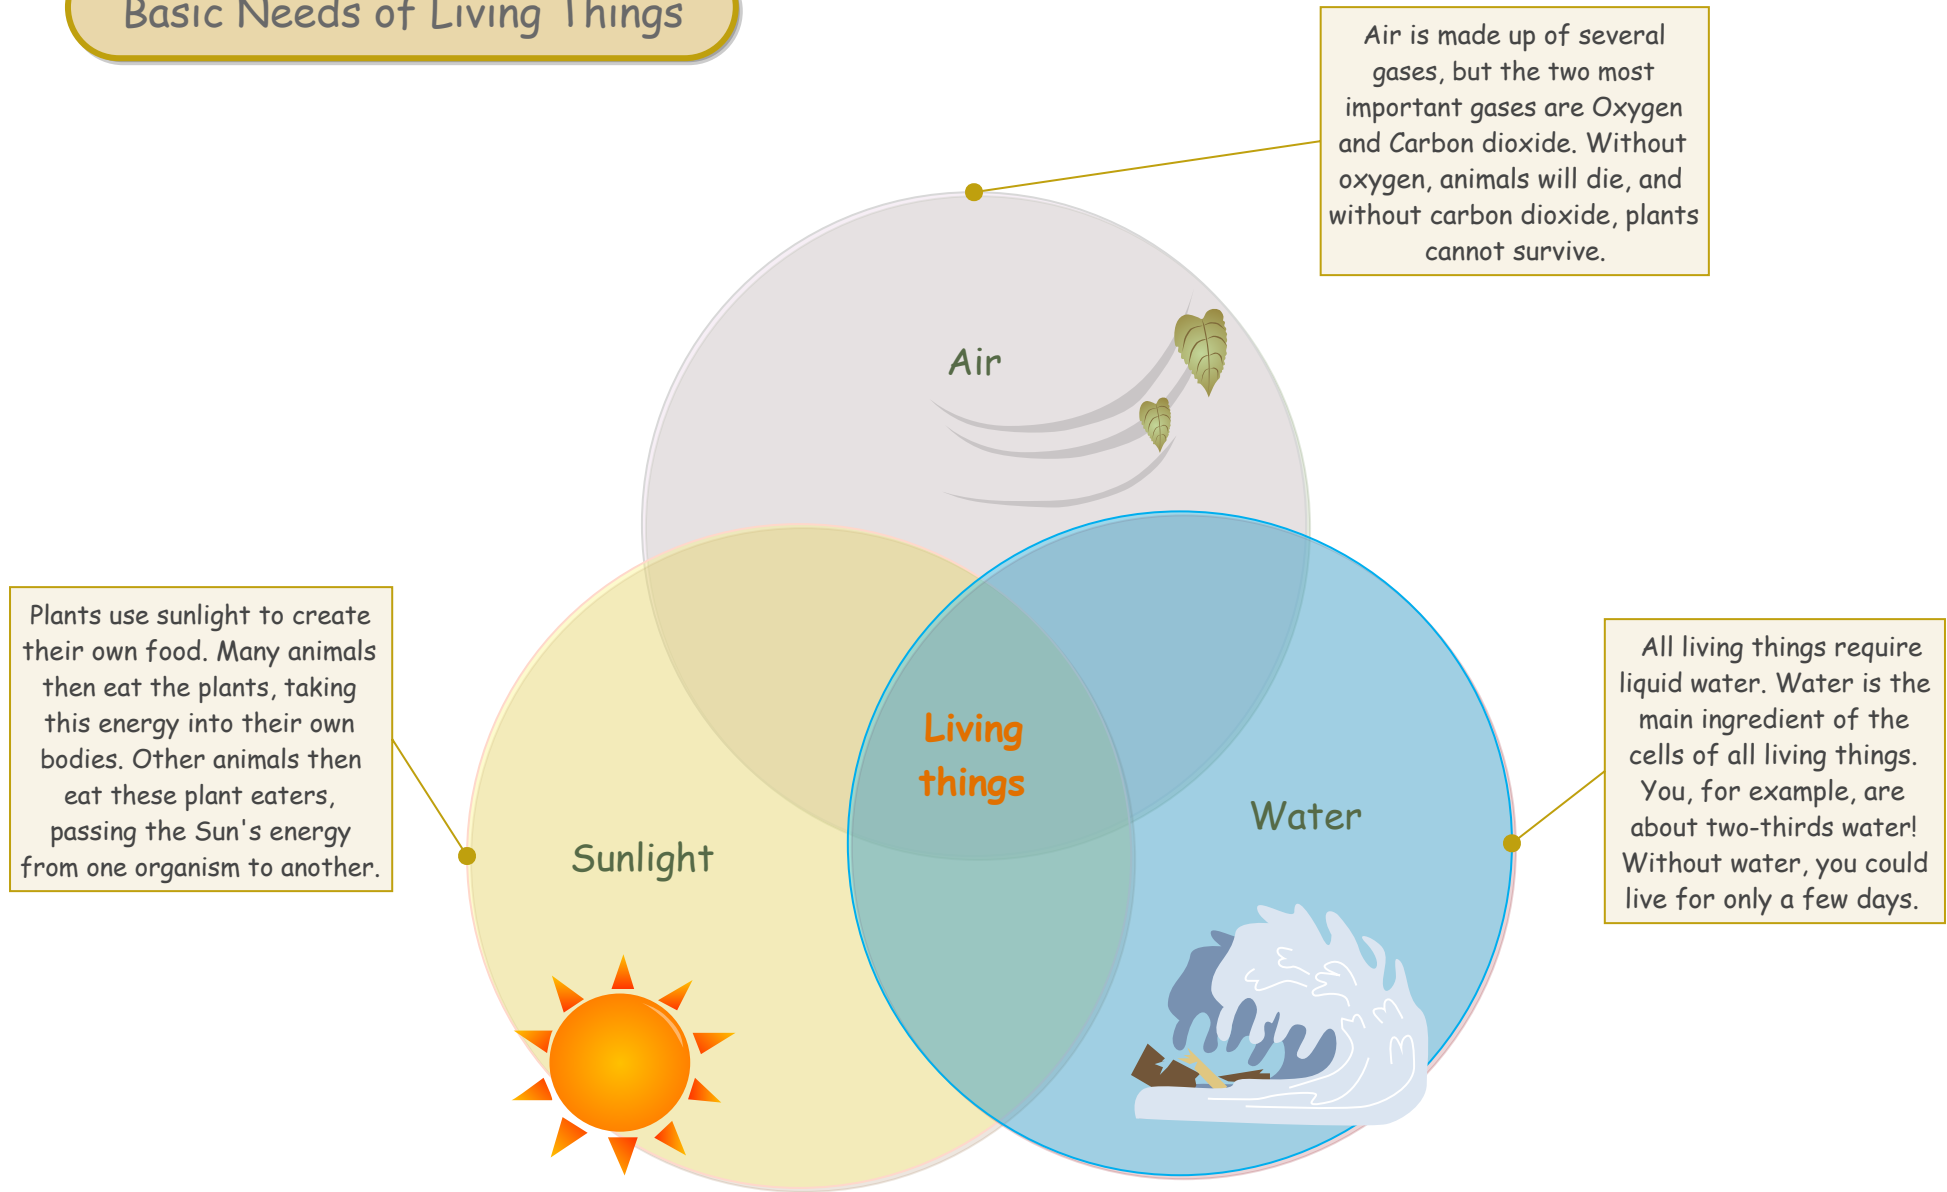 Basic Needs of Living Things
Air is made up of several
gases, but the two most
important gases are Oxygen
and Carbon dioxide. Without
oxygen, animals will die, and
without carbon dioxide, plants
cannot survive.
Air
Plants use sunlight to create
their own food. Many animals
then eat the plants, taking
this energy into their own
bodies. Other animals then
eat these plant eaters,
passing the Sun's energy
from one organism to another.
All living things require
liquid water. Water is the
main ingredient of the
cells of all living things.
You, for example, are
about two-thirds water!
Without water, you could
live for only a few days.
Living
things
Water
Sunlight